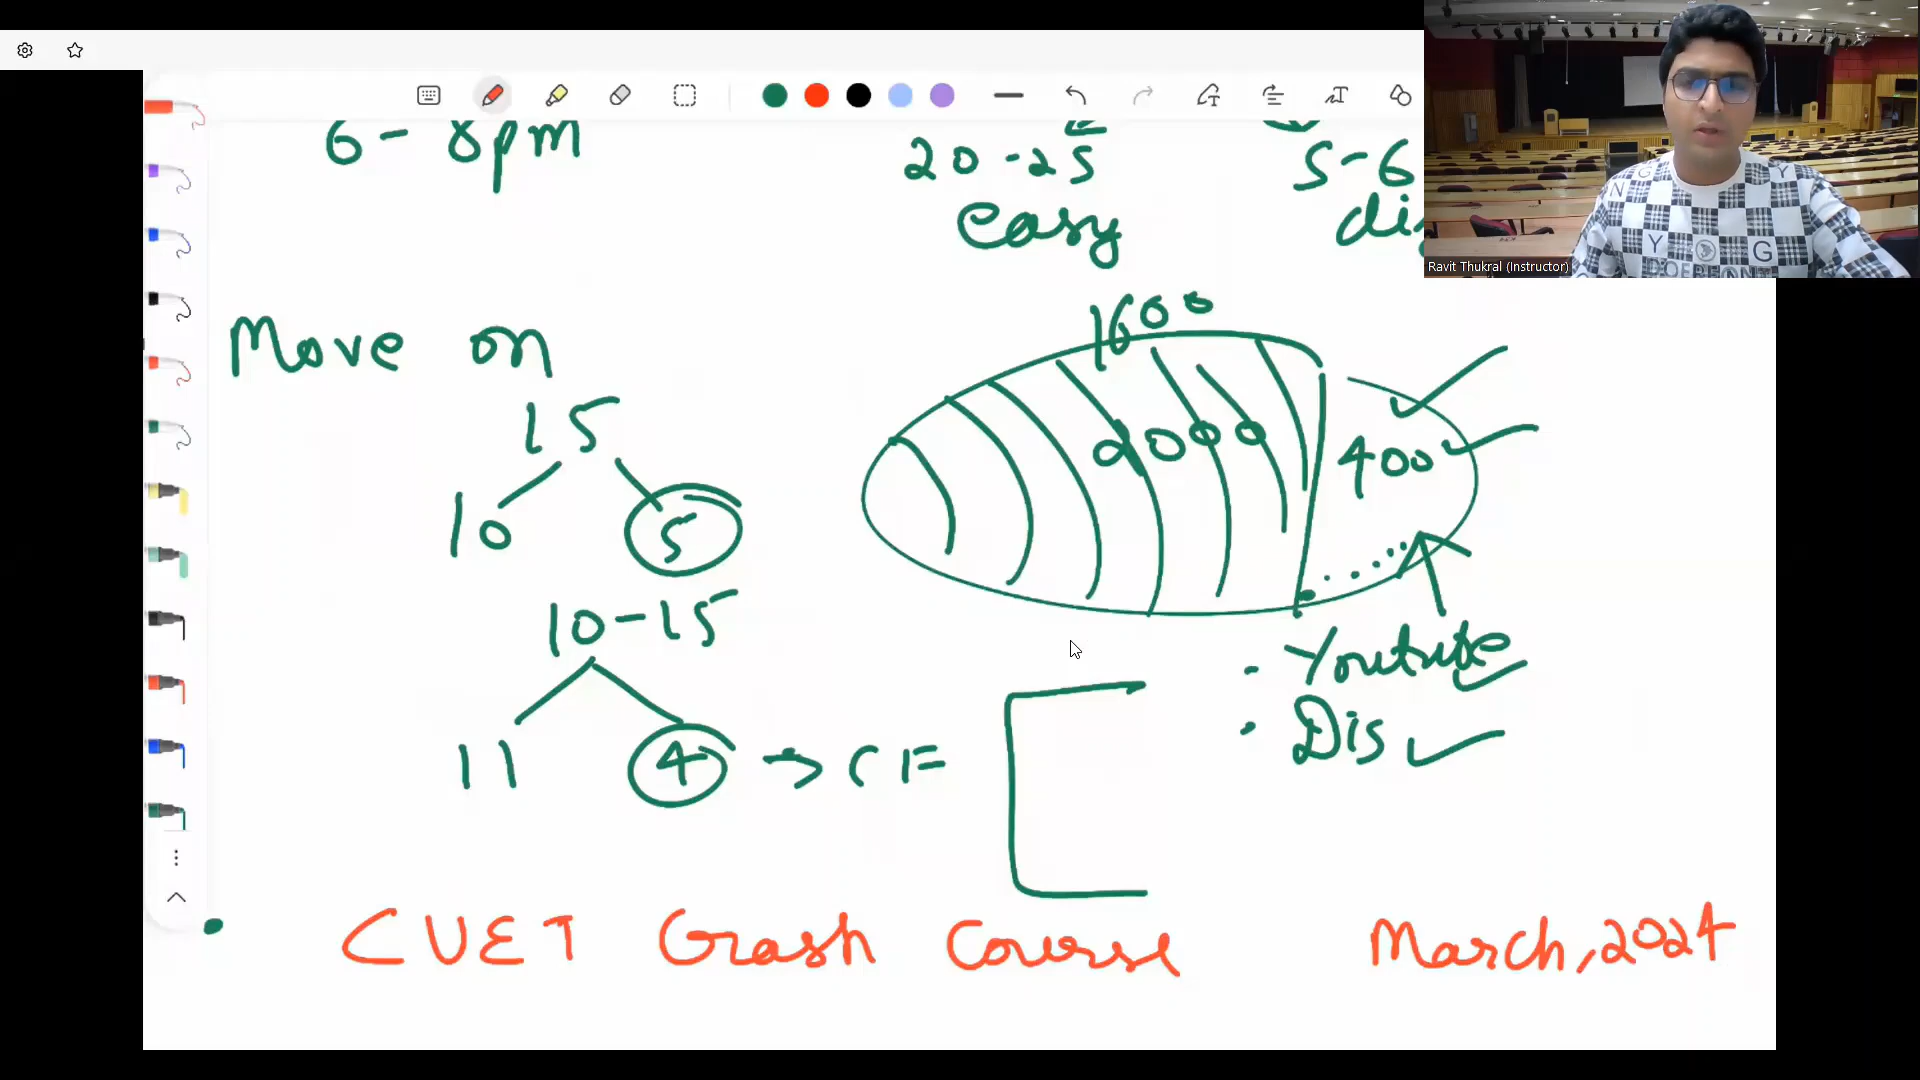 6 - 8pm
20 - 25
5-6
easy
Ravit Thukral (Instructor)
1600
Move on
15
2000
400
10
5
10-15
Youtube
Dis
11
4 → CF
CUET Crash Course
March, 2024